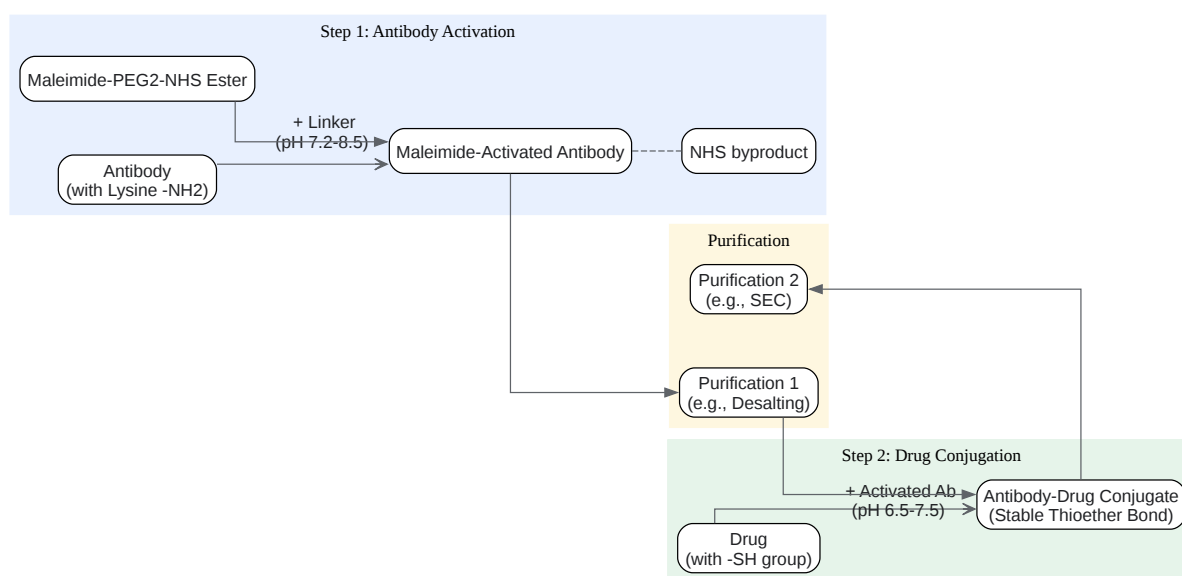 Step 1: Antibody Activation
Maleimide-PEG2-NHS Ester
+ Linker
(pH 7.2-8.5)
Antibody
(with Lysine -NH2)
Maleimide-Activated Antibody
NHS byproduct
Purification
Purification 2
(e.g., SEC)
Purification 1
(e.g., Desalting)
Step 2: Drug Conjugation
+ Activated Ab
(pH 6.5-7.5)
Drug
(with -SH group)
Antibody-Drug Conjugate
(Stable Thioether Bond)